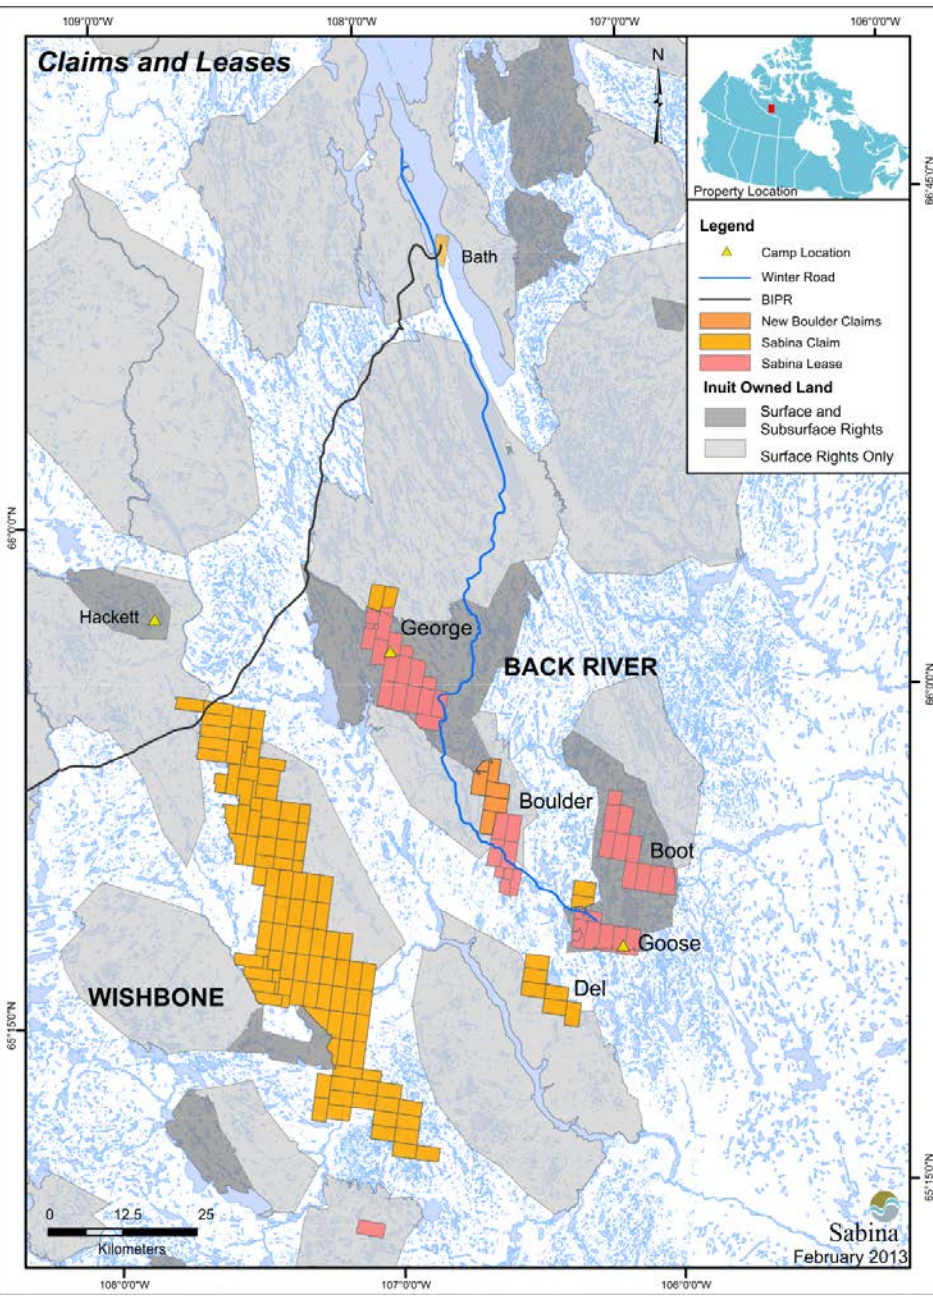 109°0'0"W
108°0'0"W
107°0'0"W
106°0'0"W
Claims and Leases
N
Property Location
66°45'0"N
Legend
Camp Location
Winter Road
BIPR
New Boulder Claims
Sabina Claim
Sabina Lease
Inuit Owned Land
Surface and
Subsurface Rights
Surface Rights Only
Bath
66°0'0"N
Hackett
George
BACK RIVER
66°0'0"N
Boulder
Boot
Goose
WISHBONE
Del
65°15'0"N
65°15'0"N
0 12.5 25
Kilometers
Sabina
February 2013
108°0'0"W
107°0'0"W
106°0'0"W